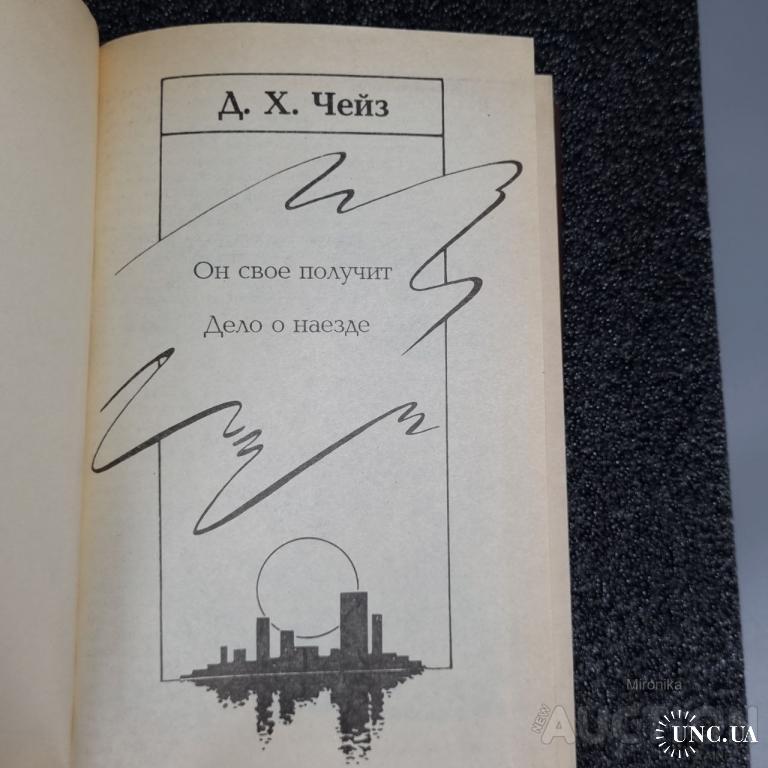 Д. Х. Чейз
Он свое получит
Дело о наезде
Mironika
NEW
AUCTION
UNC.UA